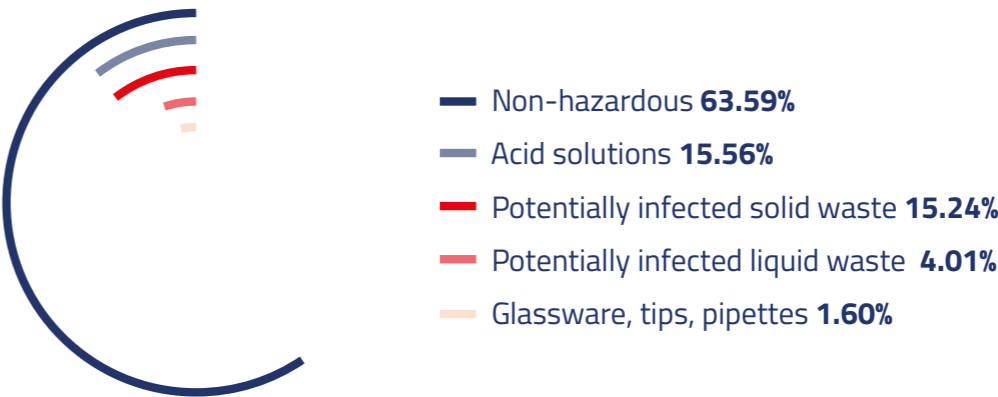 Non-hazardous 63.59%
Acid solutions 15.56%
Potentially infected solid waste 15.24%
Potentially infected liquid waste 4.01%
Glassware, tips, pipettes 1.60%